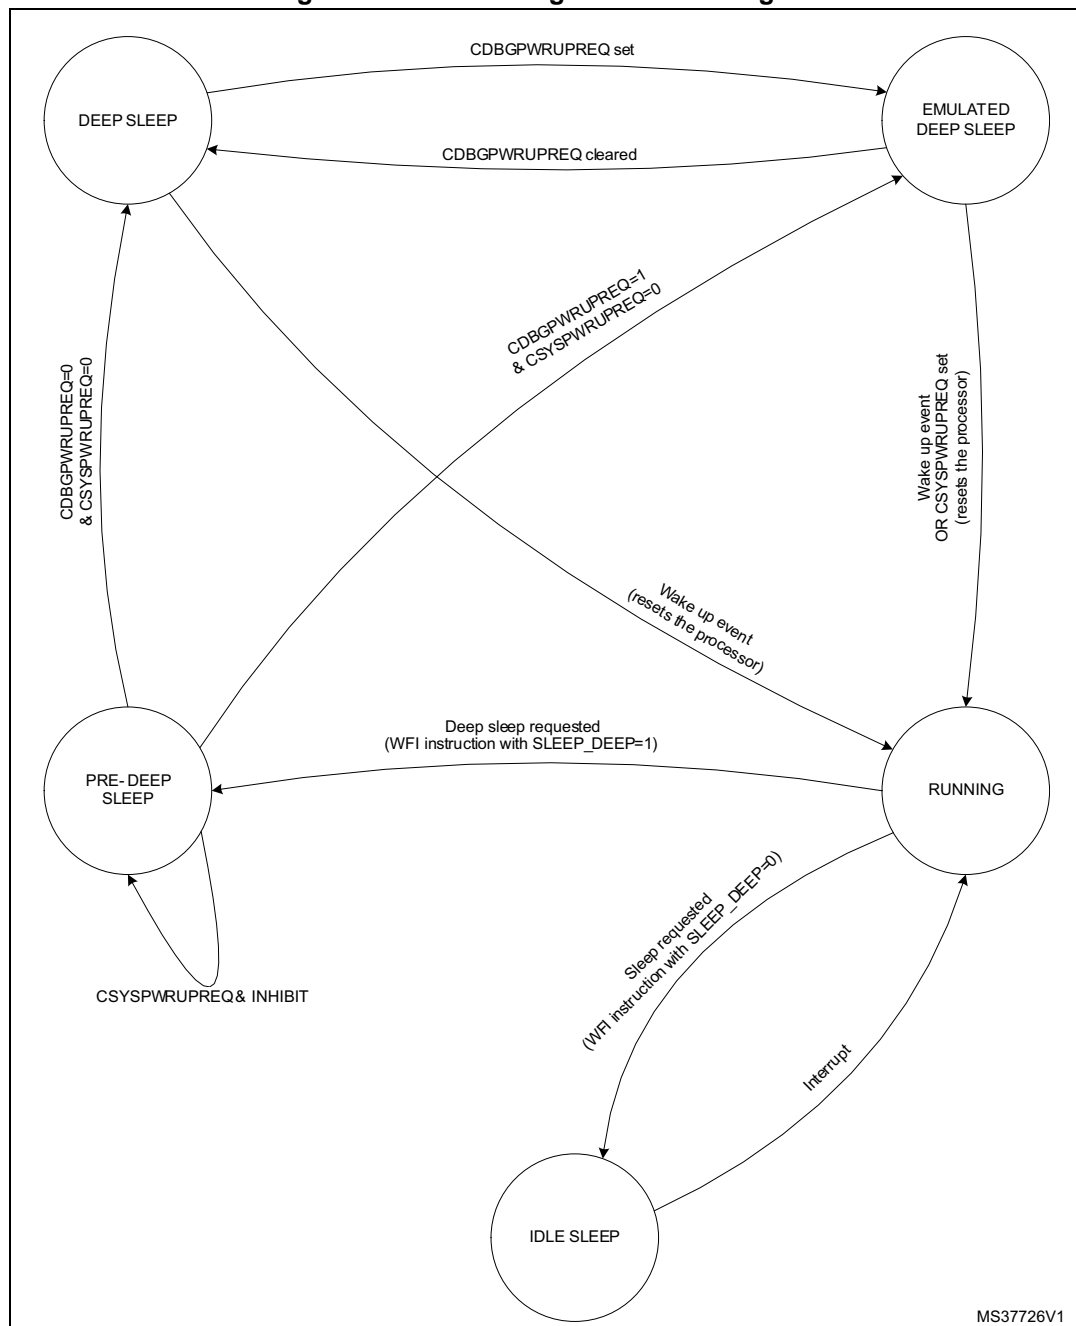 CDBGPWRUPREQ set
DEEP SLEEP
EMULATED
DEEP SLEEP
CDBGPWRUPREQ cleared
CDBGPWRUPREQ=1
& CSYSPWRUPREQ=0
CDBGPWRUPREQ=0
& CSYSPWRUPREQ=0
Wake up event
OR CSYSPWRUPREQ set
(resets the processor)
Wake up event
(resets the processor)
Deep sleep requested
(WFI instruction with SLEEP_DEEP=1)
PRE-DEEP
SLEEP
RUNNING
Sleep requested
(WFI instruction with SLEEP_DEEP=0)
CSYSPWRUPREQ & INHIBIT
Interrupt
IDLE SLEEP
MS37726V1